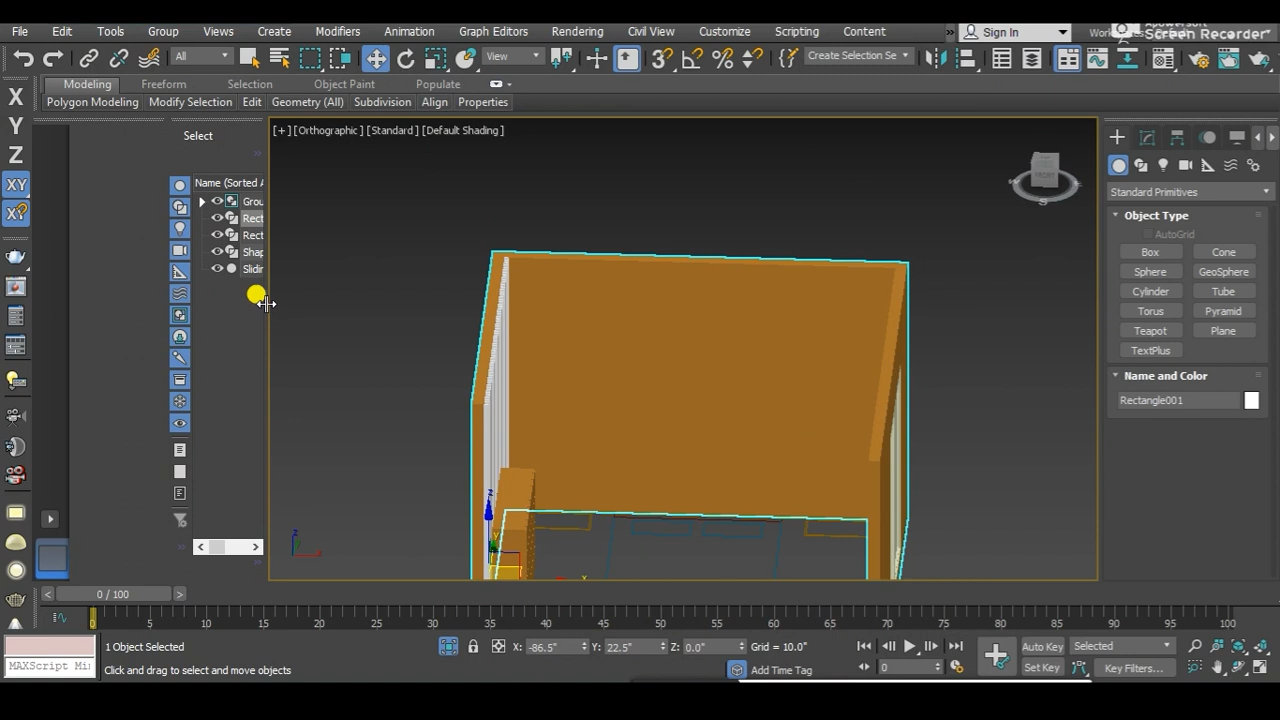 Apowersoft
File Edit Tools Group Views Create Modifiers Animation Graph Editors Rendering Civil View Customize Scripting Content » Sign In Screen Recorder
All View Create Selection Se
Modeling Freeform Selection Object Paint Populate
Polygon Modeling Modify Selection Edit Geometry (All) Subdivision Align Properties
X
Y
Z
XY
Select
[+] [Orthographic] [Standard] [Default Shading]
FRONT
S
Name (Sorted A
Grou
Rect
Rect
Shap
Slidin
Standard Primitives
Object Type
AutoGrid
Box Cone
Sphere GeoSphere
Cylinder Tube
Torus Pyramid
Teapot Plane
TextPlus
Name and Color
Rectangle001
0 / 100
0 5 10 15 20 25 30 35 40 45 50 55 60 65 70 75 80 85 90 95 100
1 Object Selected X: -86.5" Y: 22.5" Z: 0.0" Grid = 10.0" Auto Key Selected
MAXScript Mi Click and drag to select and move objects Add Time Tag 0 Set Key Key Filters...